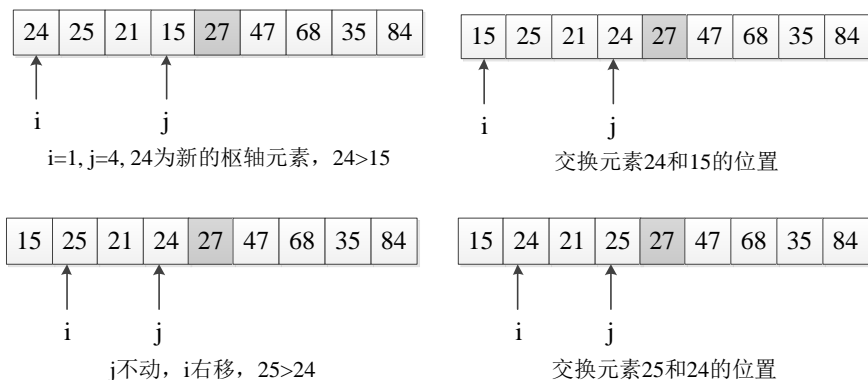 24 25 21 15 27 47 68 35 84
i j
i=1, j=4, 24为新的枢轴元素，24>15
15 25 21 24 27 47 68 35 84
i j
交换元素24和15的位置
15 25 21 24 27 47 68 35 84
i j
j不动，i右移，25>24
15 24 21 25 27 47 68 35 84
i j
交换元素25和24的位置